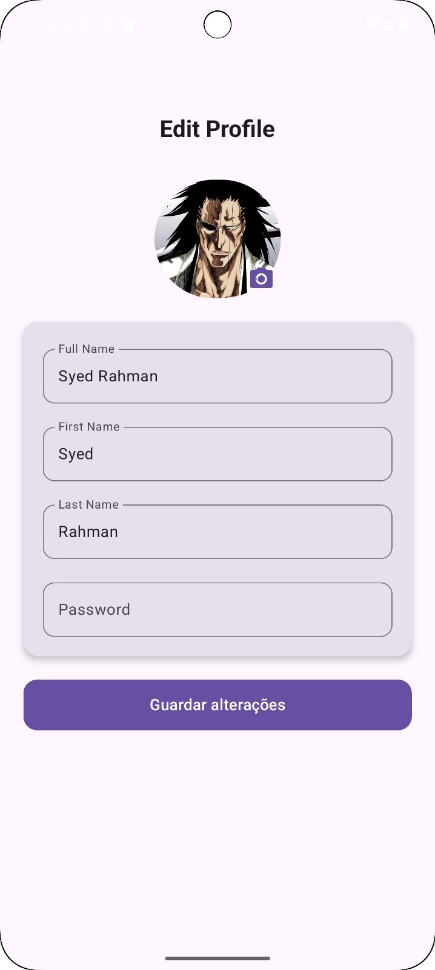 Edit Profile
Full Name
Syed Rahman
First Name
Syed
Last Name
Rahman
Password
Guardar alterações